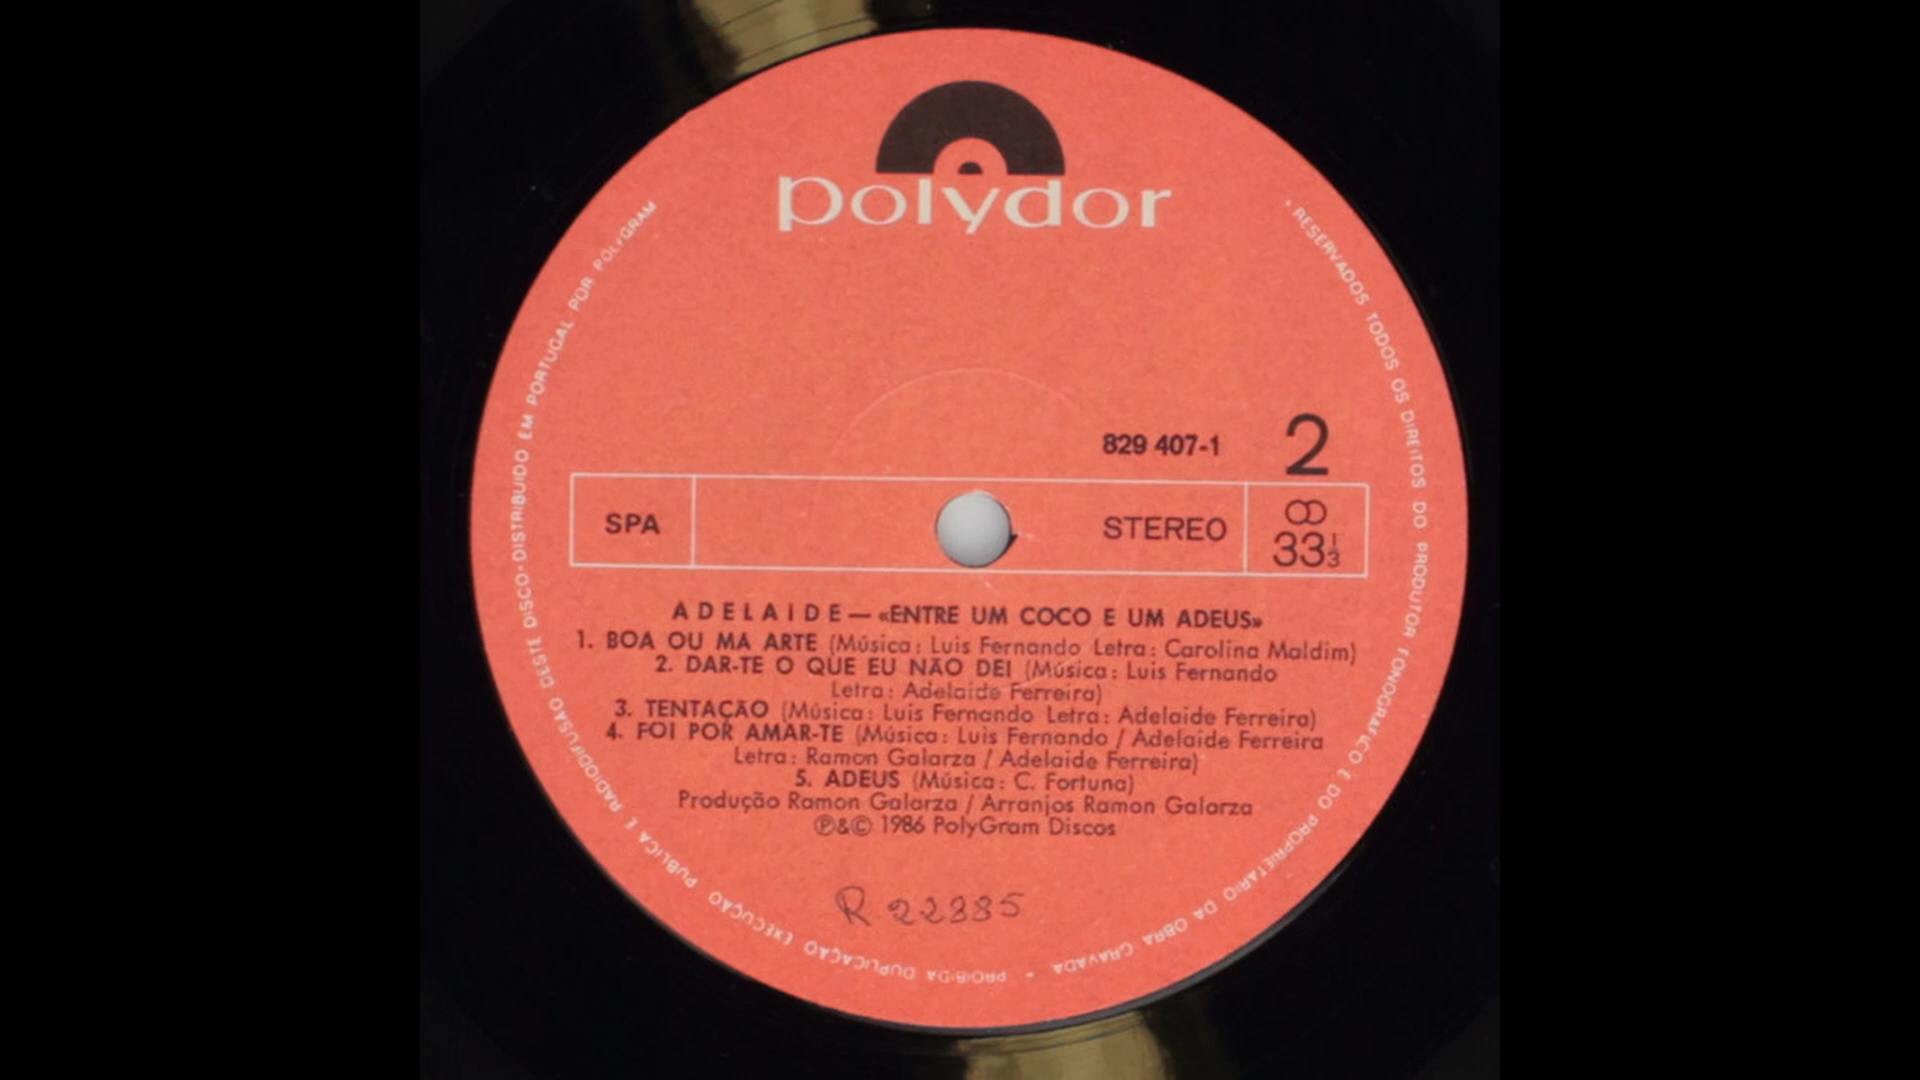 polydor
829 407-1
2
SPA
STEREO
33 1/3
ADELAIDE — «ENTRE UM COCO E UM ADEUS»
1. BOA OU MA ARTE (Música: Luis Fernando Letra: Carolina Maldim)
2. DAR-TE O QUE EU NÃO DEI (Música: Luis Fernando
Letra: Adelaide Ferreira)
3. TENTAÇÃO (Música: Luis Fernando Letra: Adelaide Ferreira)
4. FOI POR AMAR-TE (Música: Luis Fernando / Adelaide Ferreira
Letra: Ramon Galarza / Adelaide Ferreira)
5. ADEUS (Música: C. Fortuna)
Produção Ramon Galarza / Arranjos Ramon Galarza
℗&© 1986 PolyGram Discos
R 22385
• RESERVADOS TODOS OS DIREITOS DO PRODUTOR FONOGRAFICO E DO PROPRIETARIO DA OBRA GRAVADA • PROIBIDA DUPLICAÇÃO EXECUÇÃO PUBLICA E RADIODIFUSÃO DESTE DISCO • DISTRIBUIDO EM PORTUGAL POR POLYGRAM